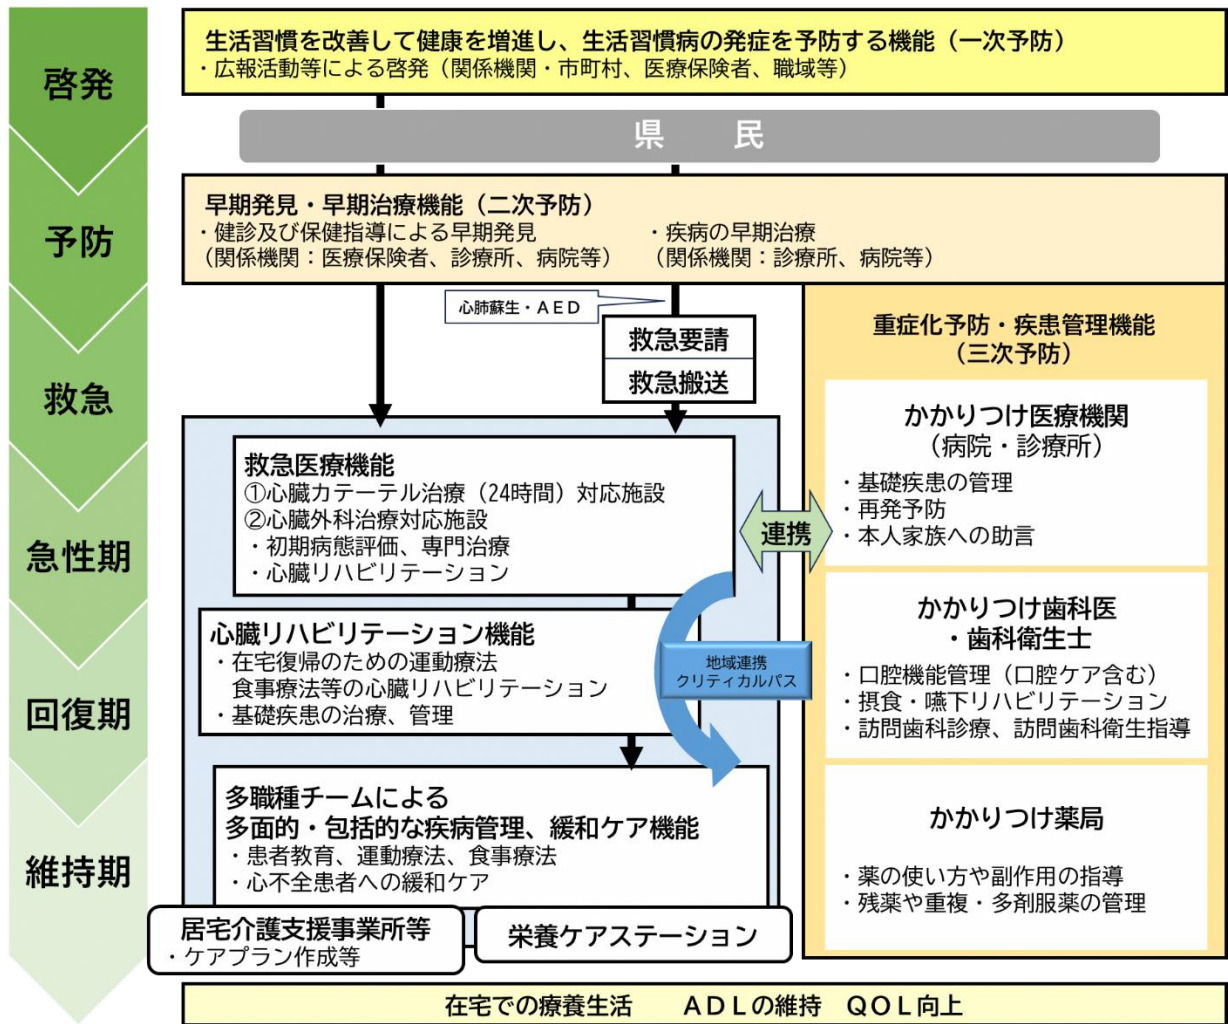 啓発
予防
救急
急性期
回復期
維持期
生活習慣を改善して健康を増進し、生活習慣病の発症を予防する機能（一次予防）
・広報活動等による啓発（関係機関・市町村、医療保険者、職域等）
県　民
早期発見・早期治療機能（二次予防）
・健診及び保健指導による早期発見
（関係機関：医療保険者、診療所、病院等）
・疾病の早期治療
（関係機関：診療所、病院等）
心肺蘇生・ＡＥＤ
救急要請
救急搬送
救急医療機能
①心臓カテーテル治療（24時間）対応施設
②心臓外科治療対応施設
・初期病態評価、専門治療
・心臓リハビリテーション
連携
心臓リハビリテーション機能
・在宅復帰のための運動療法
食事療法等の心臓リハビリテーション
・基礎疾患の治療、管理
地域連携
クリティカルパス
多職種チームによる
多面的・包括的な疾病管理、緩和ケア機能
・患者教育、運動療法、食事療法
・心不全患者への緩和ケア
居宅介護支援事業所等
・ケアプラン作成等
栄養ケアステーション
重症化予防・疾患管理機能
（三次予防）
かかりつけ医療機関
（病院・診療所）
・基礎疾患の管理
・再発予防
・本人家族への助言
かかりつけ歯科医
・歯科衛生士
・口腔機能管理（口腔ケア含む）
・摂食・嚥下リハビリテーション
・訪問歯科診療、訪問歯科衛生指導
かかりつけ薬局
・薬の使い方や副作用の指導
・残薬や重複・多剤服薬の管理
在宅での療養生活　ＡＤＬの維持　ＱＯＬ向上